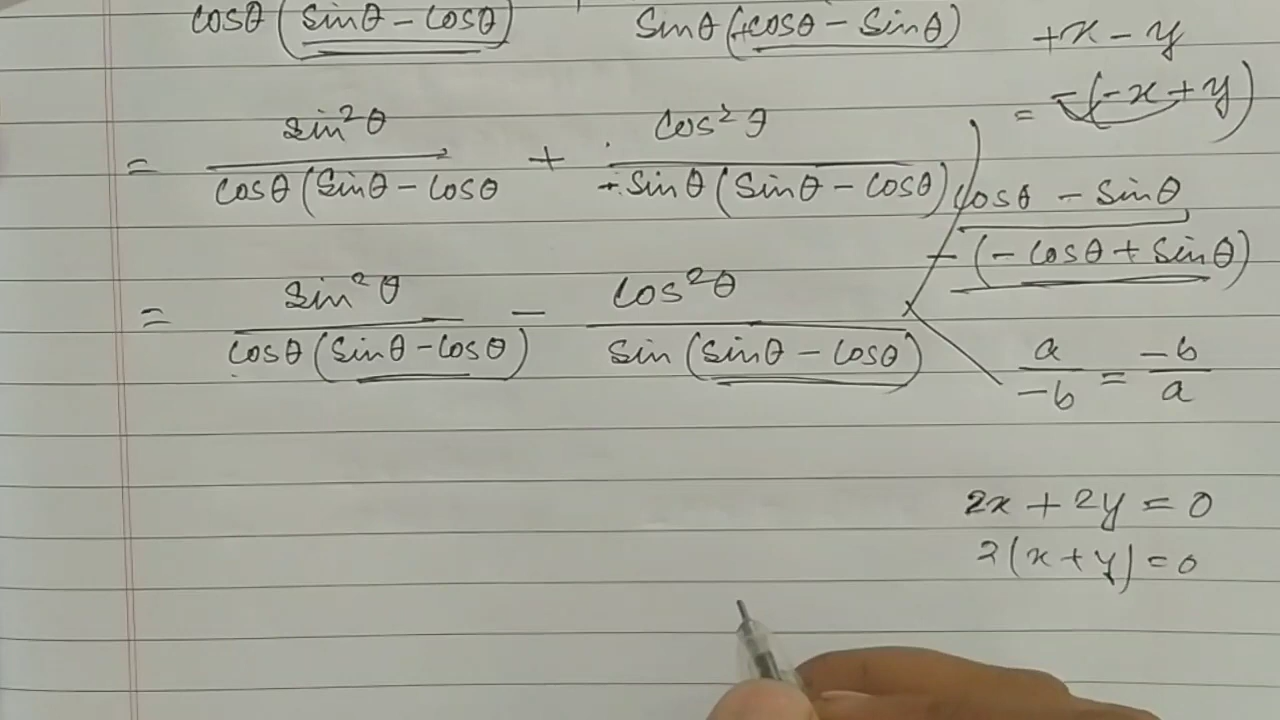 cosθ (sinθ - cosθ) + sinθ (+cosθ - sinθ)
+x - y
= -(-x + y)
= sin²θ / cosθ (sinθ - cosθ + cos²θ / -sinθ (sinθ - cosθ)
cosθ - sinθ
-(-cosθ + sinθ)
= sin²θ / cosθ (sinθ - cosθ) - cos²θ / sin (sinθ - cosθ)
a / -b = -b / a
2x + 2y = 0
2(x + y) = 0